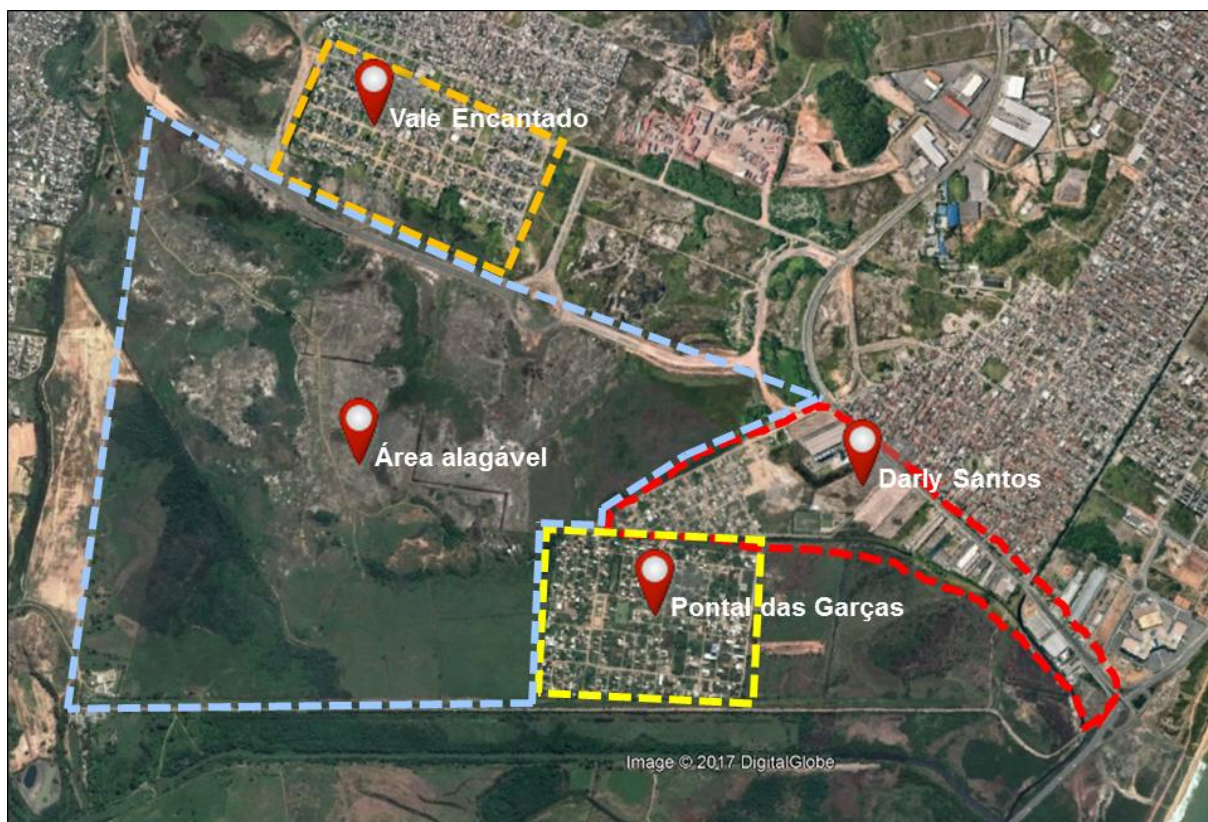 Vale Encantado
Área alagável
Darly Santos
Pontal das Garças
Image © 2017 DigitalGlobe